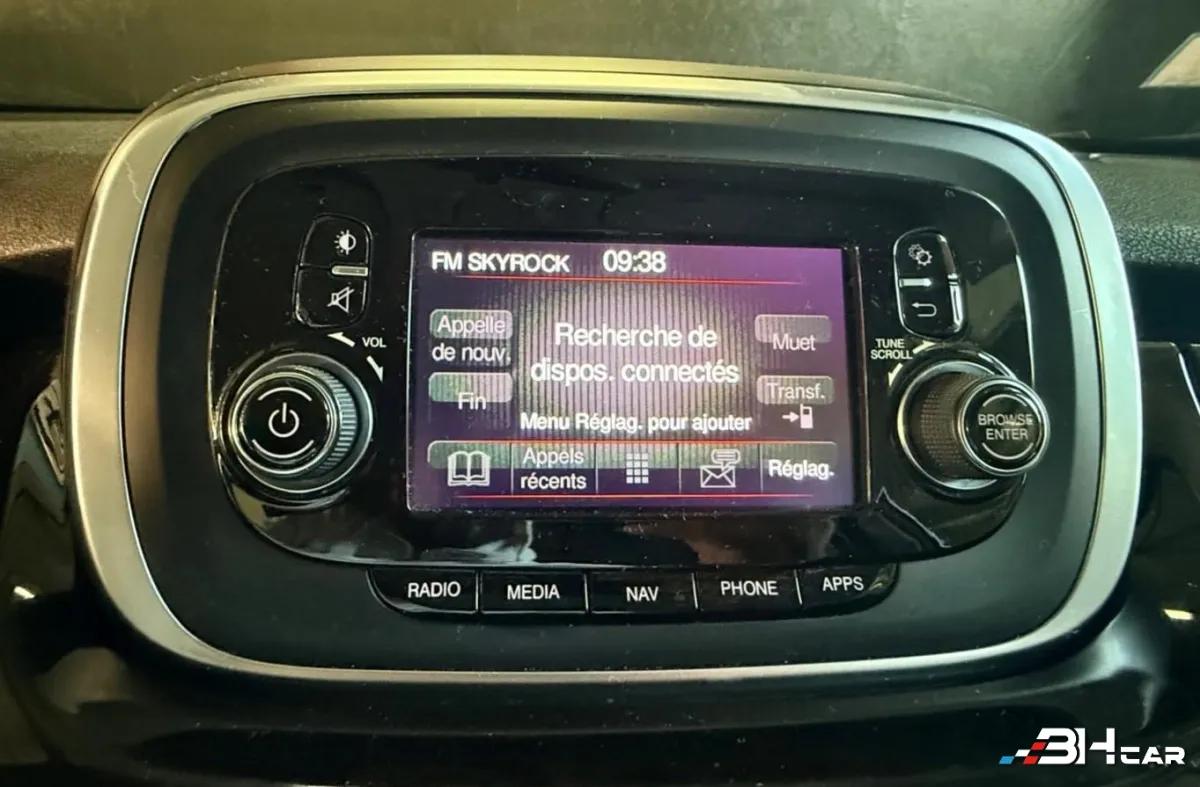 FM SKYROCK 09:38
Appelle
de nouv.
Fin
Recherche de
dispos. connectés
Menu Réglag. pour ajouter
Muet
Transf.
Appels
récents
Réglag.
VOL
TUNE
SCROLL
BROWSE
ENTER
RADIO
MEDIA
NAV
PHONE
APPS
BHCAR